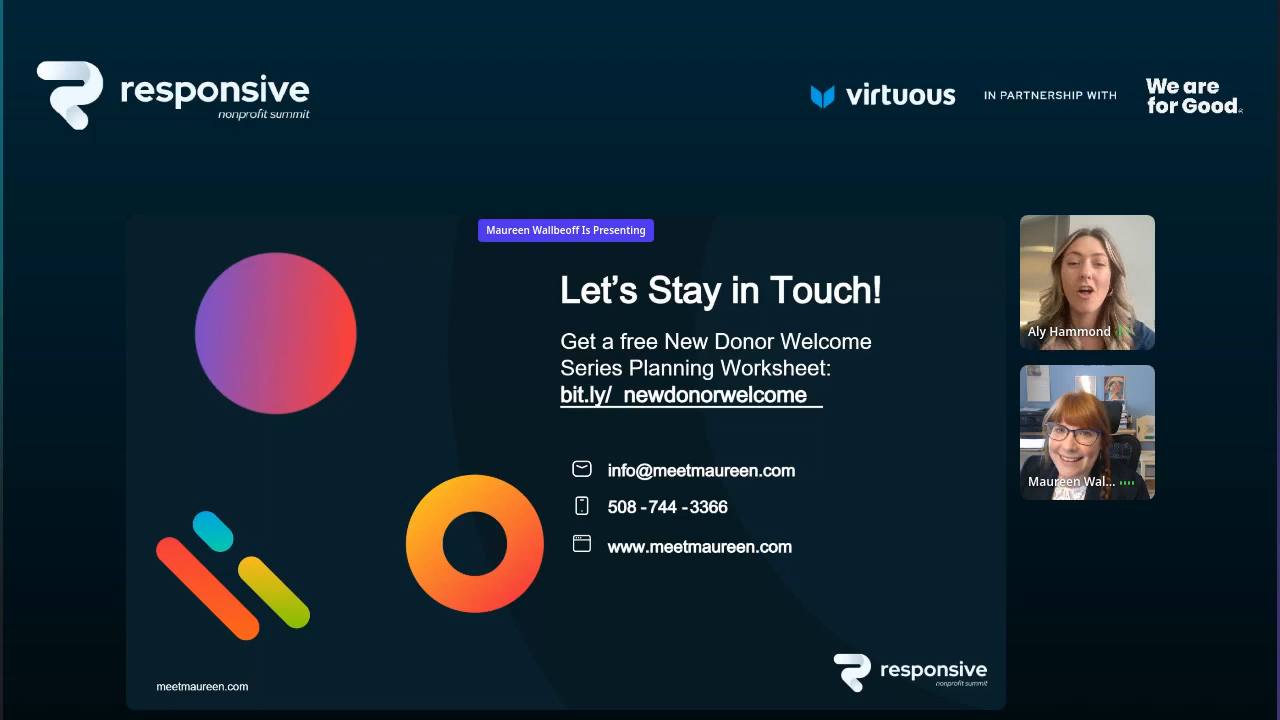 responsive
nonprofit summit
virtuous
IN PARTNERSHIP WITH
We are
for Good.
Maureen Wallbeoff Is Presenting
Let's Stay in Touch!
Get a free New Donor Welcome
Series Planning Worksheet:
bit.ly/ newdonorwelcome
info@meetmaureen.com
508 -744 -3366
www.meetmaureen.com
meetmaureen.com
responsive
nonprofit summit
Aly Hammond
Maureen Wal...